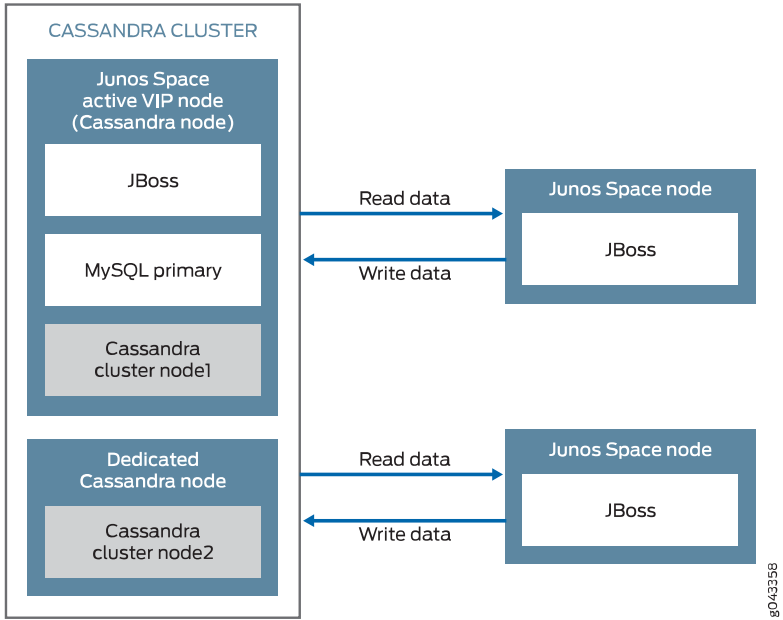 CASSANDRA CLUSTER
Junos Space
active VIP node
(Cassandra node)
JBoss
MySQL primary
Cassandra
cluster node1
Dedicated
Cassandra node
Cassandra
cluster node2
Read data
Write data
Junos Space node
JBoss
Read data
Write data
Junos Space node
JBoss
g043358